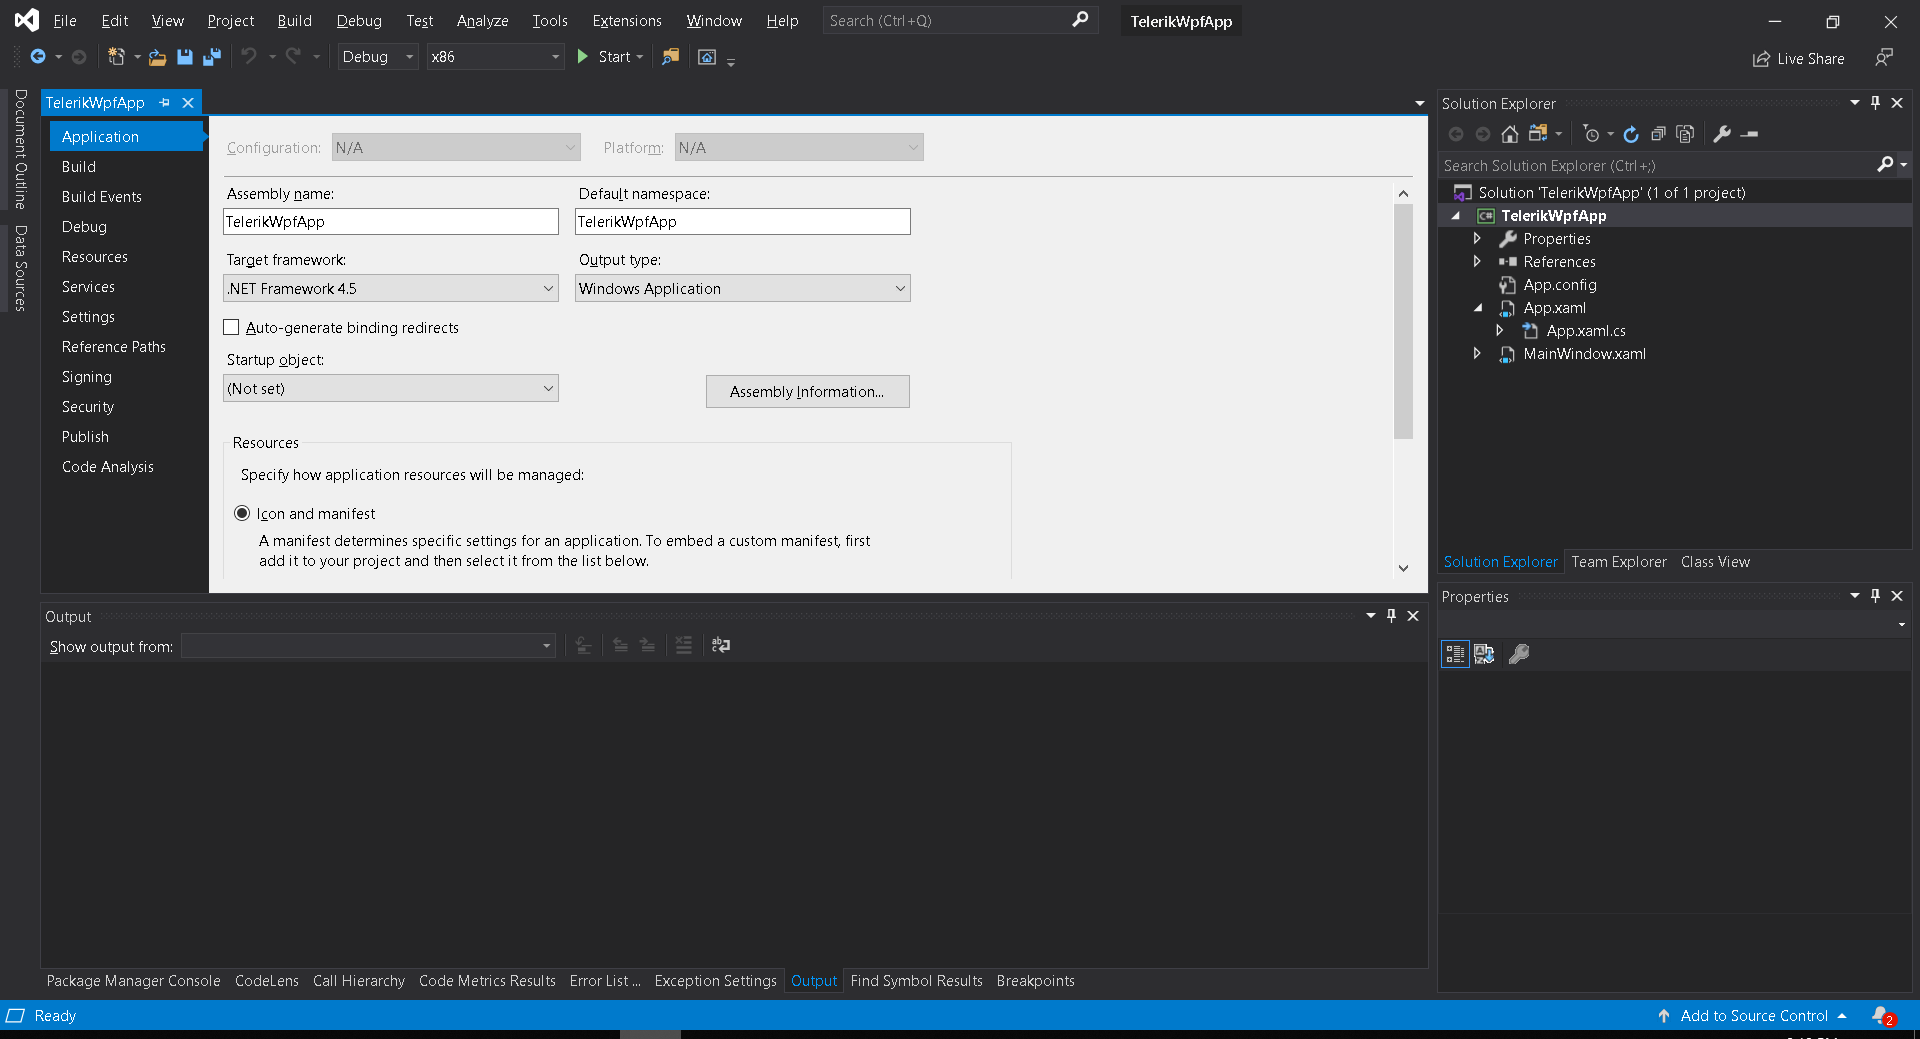 File Edit View Project Build Debug Test Analyze Tools Extensions Window Help Search (Ctrl+Q) TelerikWpfApp
Debug x86 Start Live Share
Document Outline
Data Sources
TelerikWpfApp
Application
Build
Build Events
Debug
Resources
Services
Settings
Reference Paths
Signing
Security
Publish
Code Analysis
Configuration: N/A Platform: N/A
Assembly name: Default namespace:
TelerikWpfApp TelerikWpfApp
Target framework: Output type:
.NET Framework 4.5 Windows Application
Auto-generate binding redirects
Startup object:
(Not set) Assembly Information...
Resources
Specify how application resources will be managed:
Icon and manifest
A manifest determines specific settings for an application. To embed a custom manifest, first
add it to your project and then select it from the list below.
Solution Explorer
Search Solution Explorer (Ctrl+;)
Solution 'TelerikWpfApp' (1 of 1 project)
C# TelerikWpfApp
Properties
References
App.config
App.xaml
App.xaml.cs
MainWindow.xaml
Solution Explorer Team Explorer Class View
Properties
Output
Show output from:
Package Manager Console CodeLens Call Hierarchy Code Metrics Results Error List ... Exception Settings Output Find Symbol Results Breakpoints
Ready Add to Source Control 2